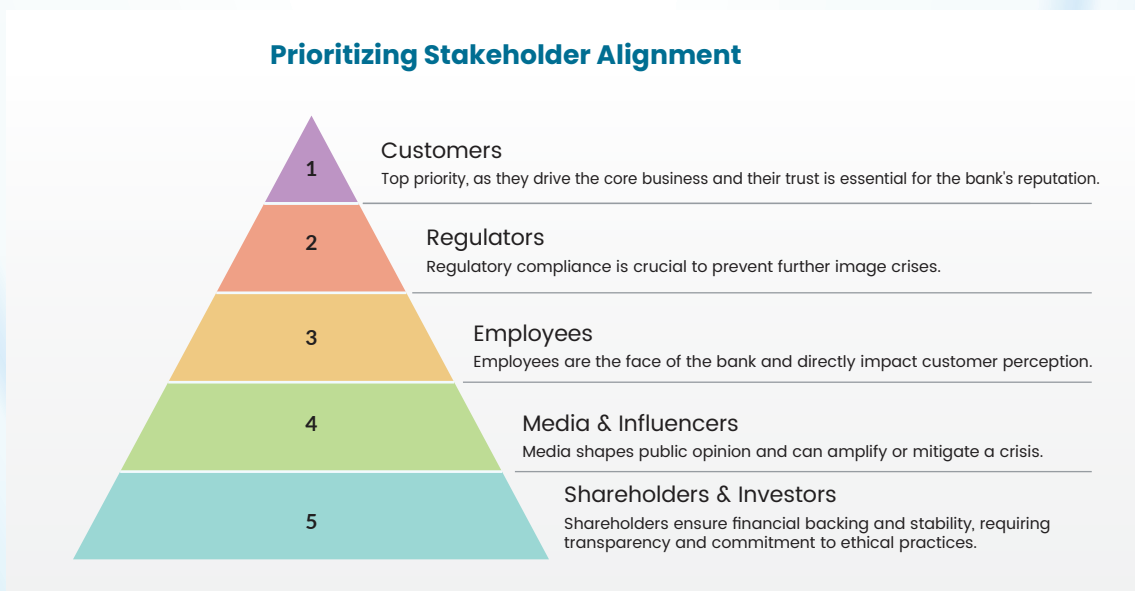 Prioritizing Stakeholder Alignment
1
Customers
Top priority, as they drive the core business and their trust is essential for the bank's reputation.
2
Regulators
Regulatory compliance is crucial to prevent further image crises.
3
Employees
Employees are the face of the bank and directly impact customer perception.
4
Media & Influencers
Media shapes public opinion and can amplify or mitigate a crisis.
5
Shareholders & Investors
Shareholders ensure financial backing and stability, requiring
transparency and commitment to ethical practices.